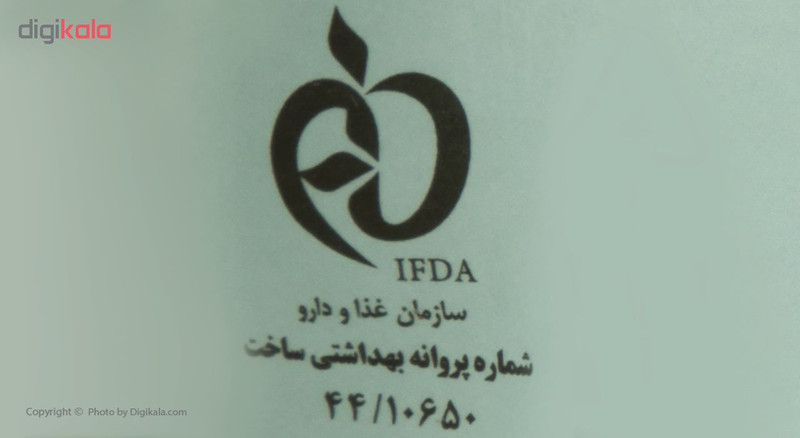 digikala
IFDA
سازمان غذا و دارو
شماره پروانه بهداشتی ساخت
۴۴/۱۰۶۵۰
Copyright © Photo by Digikala.com